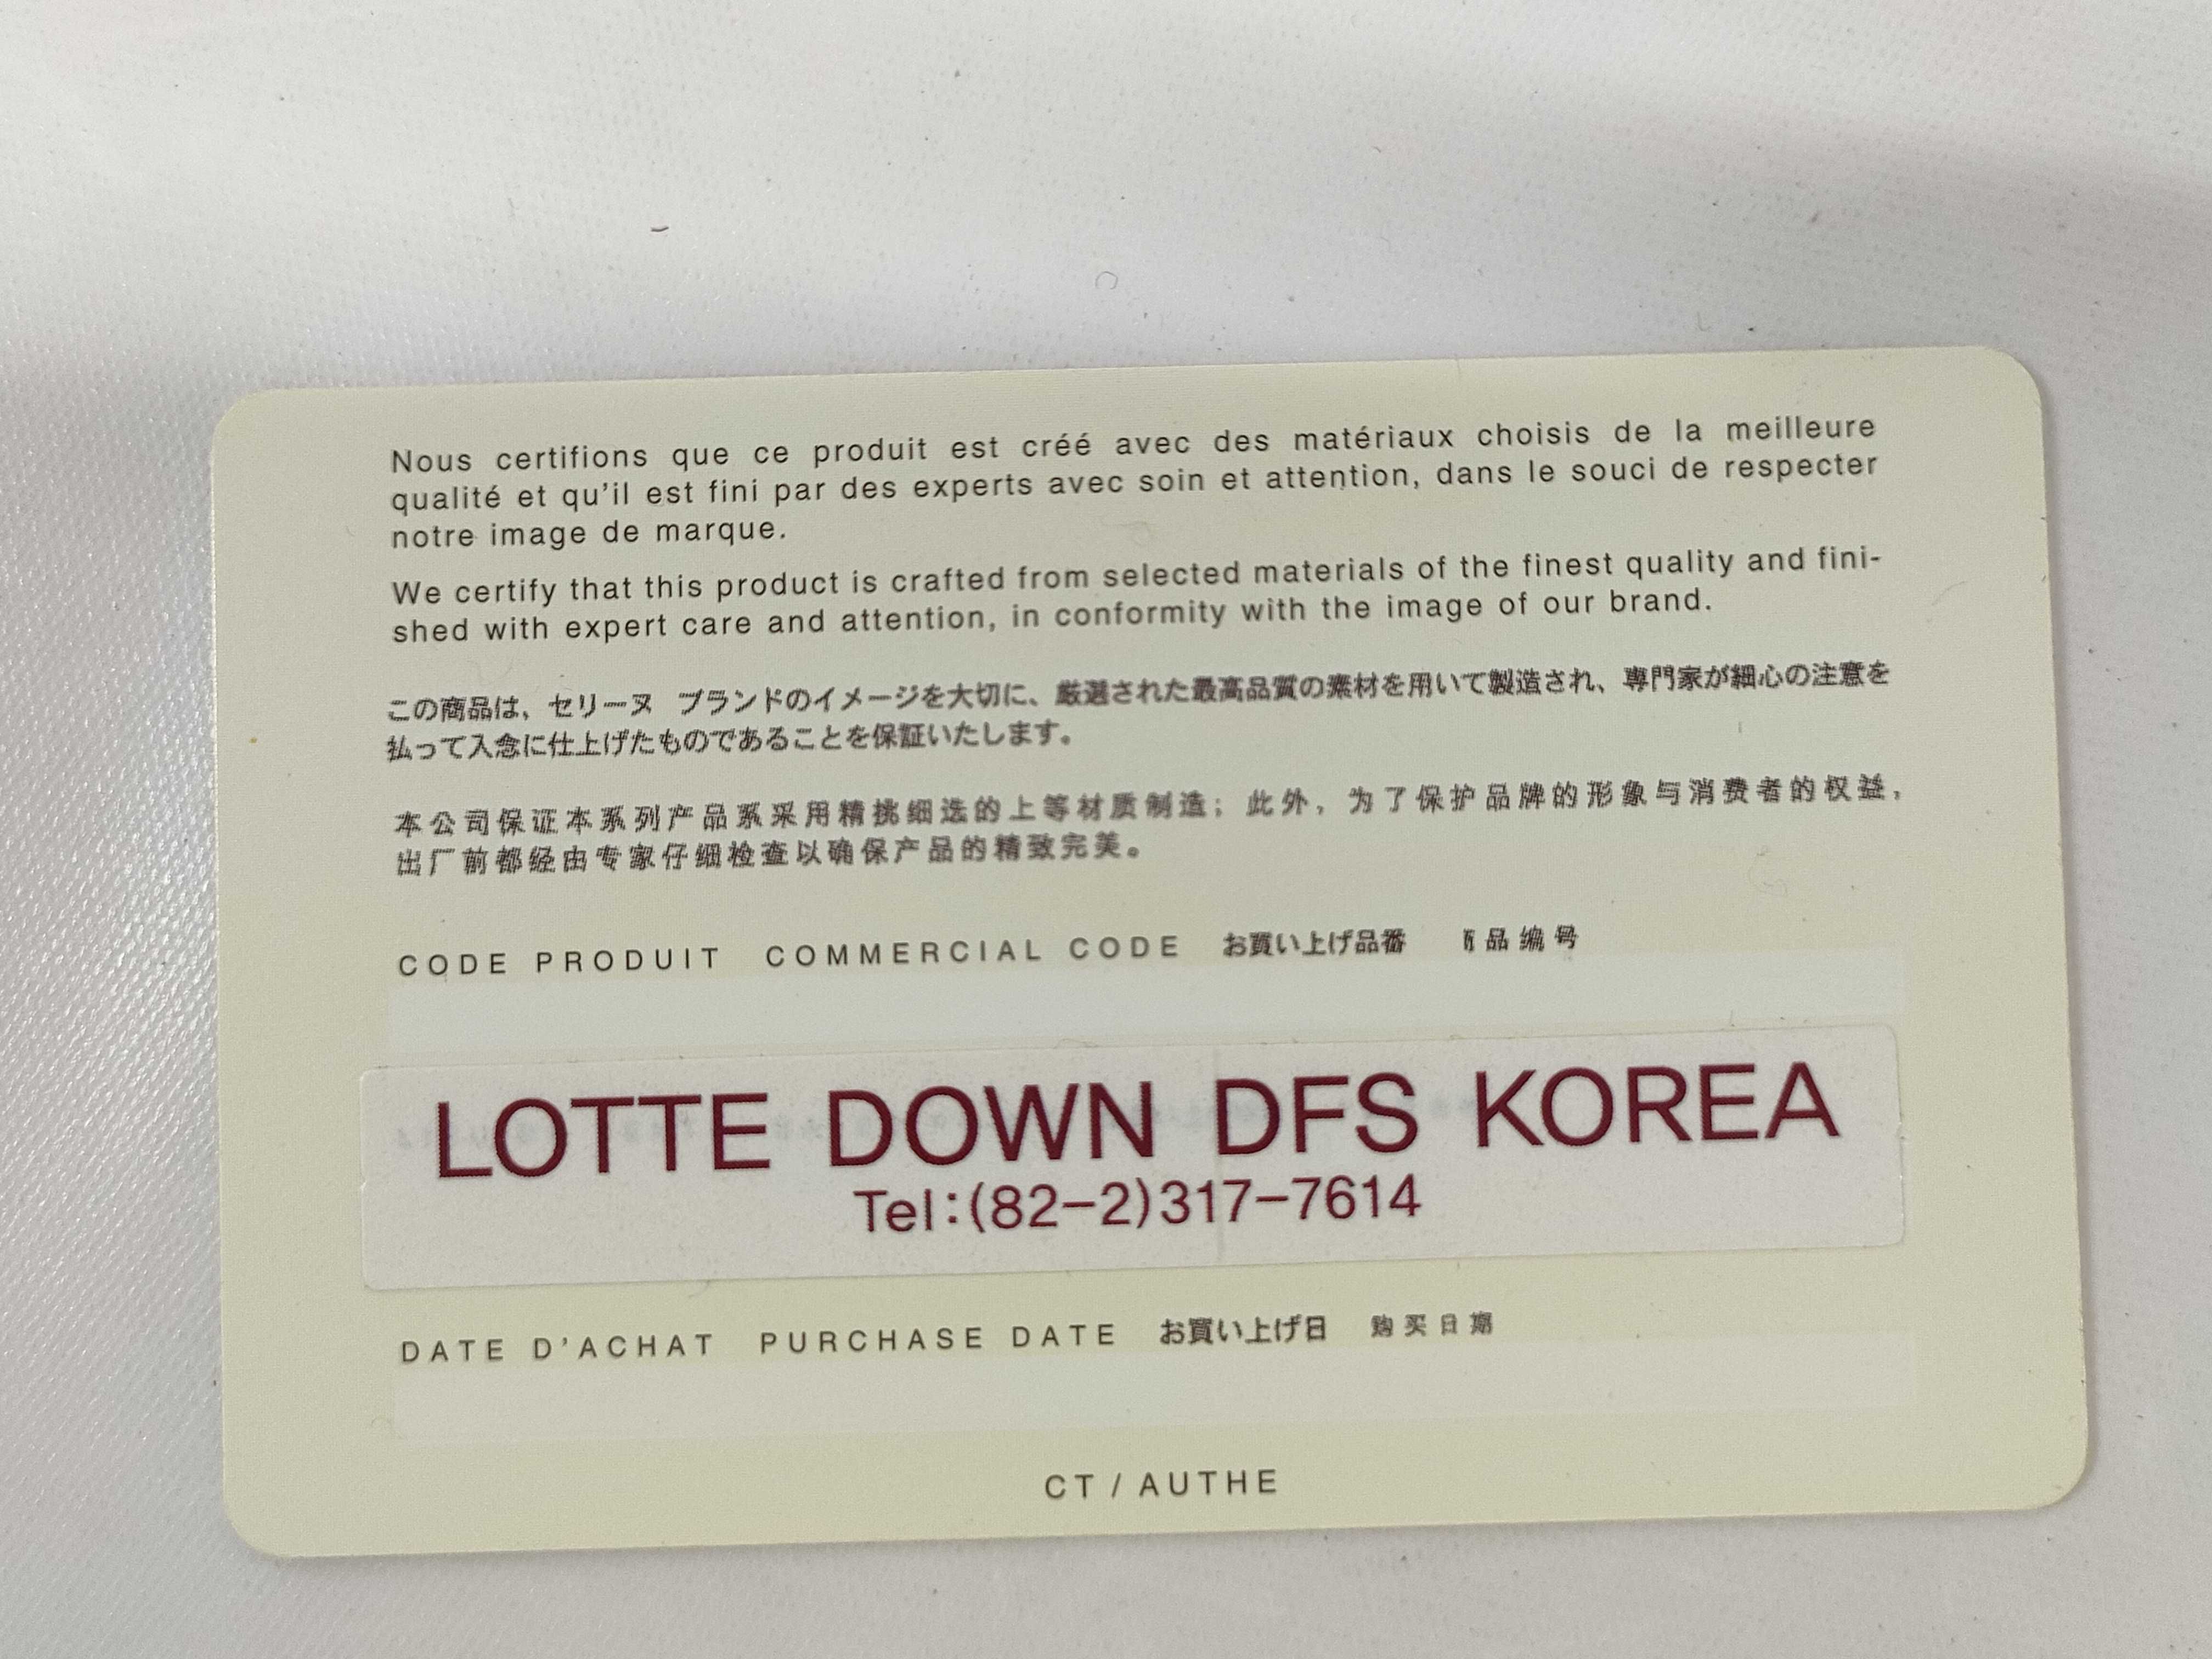 Nous certifions que ce produit est créé avec des matériaux choisis de la meilleure
qualité et qu'il est fini par des experts avec soin et attention, dans le souci de respecter
notre image de marque.
We certify that this product is crafted from selected materials of the finest quality and fini-
shed with expert care and attention, in conformity with the image of our brand.
この商品は、セリーヌ ブランドのイメージを大切に、厳選された最高品質の素材を用いて製造され、専門家が細心の注意を
払って入念に仕上げたものであることを保証いたします。
本公司保证本系列产品系采用精挑细选的上等材质制造；此外，为了保护品牌的形象与消费者的权益，
出厂前都经由专家仔细检查以确保产品的精致完美。
CODE PRODUIT COMMERCIAL CODE お買い上げ品番 品编号
LOTTE DOWN DFS KOREA
Tel:(82-2)317-7614
DATE D'ACHAT PURCHASE DATE お買い上げ日 购买日期
CT / AUTHE